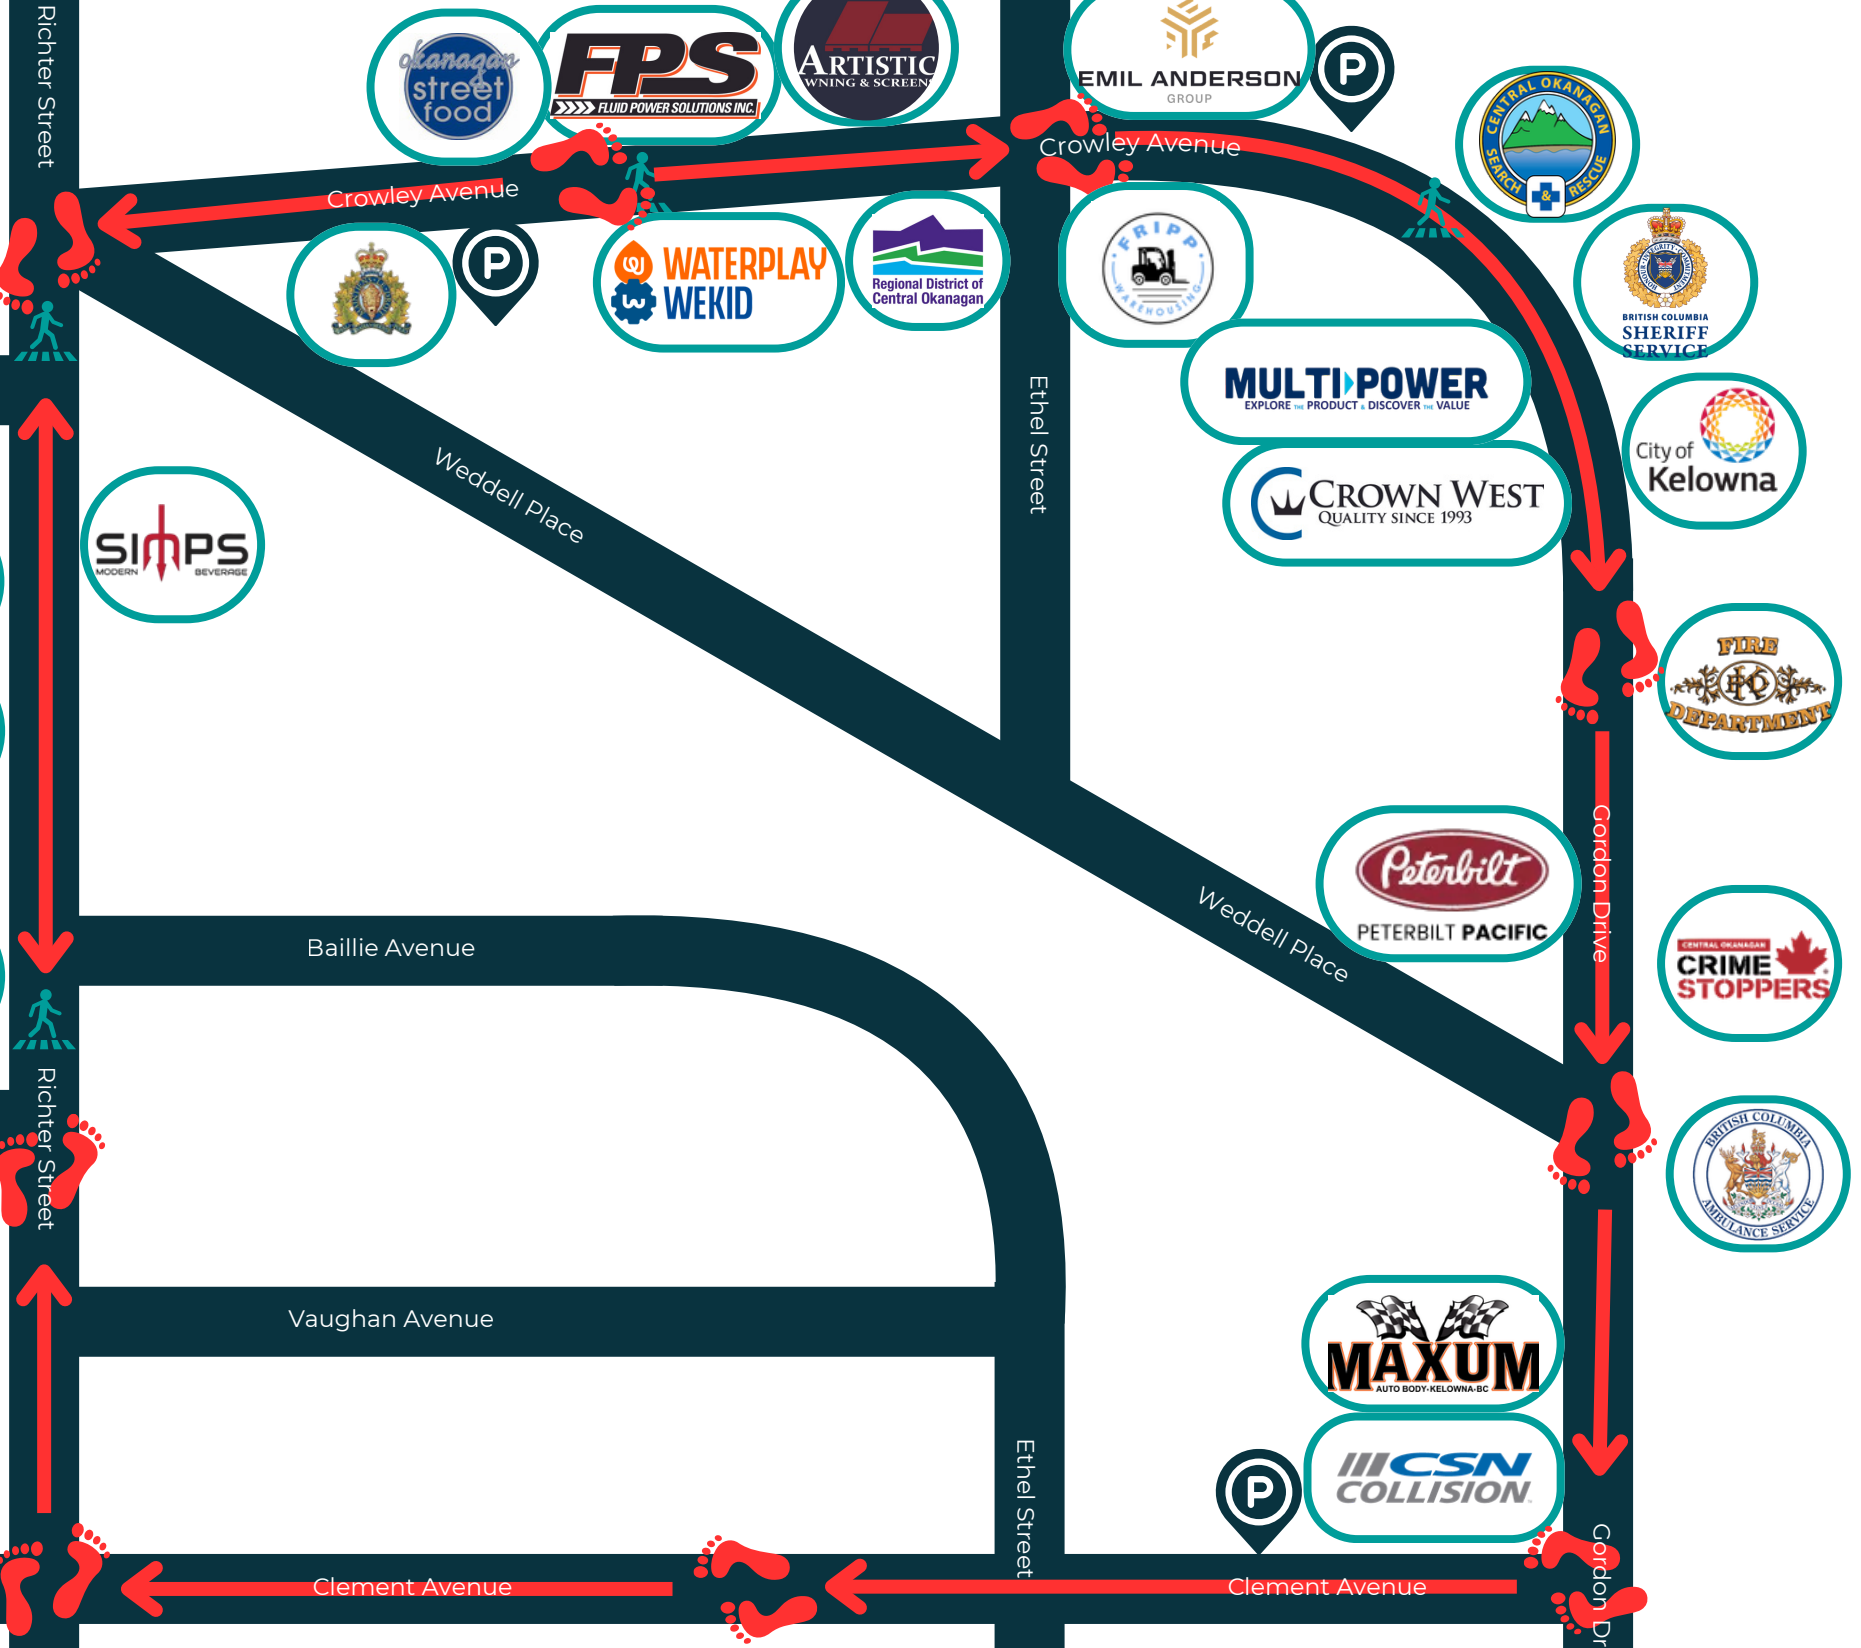 Richter Street
okanagan
street
food
FPS
FLUID POWER SOLUTIONS INC.
ARTISTIC
WNING & SCREENS
EMIL ANDERSON
GROUP
P
CENTRAL OKANAGAN
SEARCH & RESCUE
Crowley Avenue
Crowley Avenue
P
WATERPLAY
WEKID
Regional District of
Central Okanagan
FRIPP
WAREHOUSING
BRITISH COLUMBIA
SHERIFF
SERVICE
MULTI POWER
EXPLORE THE PRODUCT & DISCOVER THE VALUE
City of
Kelowna
CROWN WEST
QUALITY SINCE 1993
Ethel Street
Weddell Place
SIMPS
MODERN BEVERAGE
FIRE
DEPARTMENT
Peterbilt
PETERBILT PACIFIC
Gordon Drive
Weddell Place
CENTRAL OKANAGAN
CRIME
STOPPERS
Baillie Avenue
Richter Street
BRITISH COLUMBIA
AMBULANCE SERVICE
Vaughan Avenue
MAXUM
AUTO BODY-KELOWNA-BC
CSN
COLLISION
P
Ethel Street
Gordon Dr
Clement Avenue
Clement Avenue